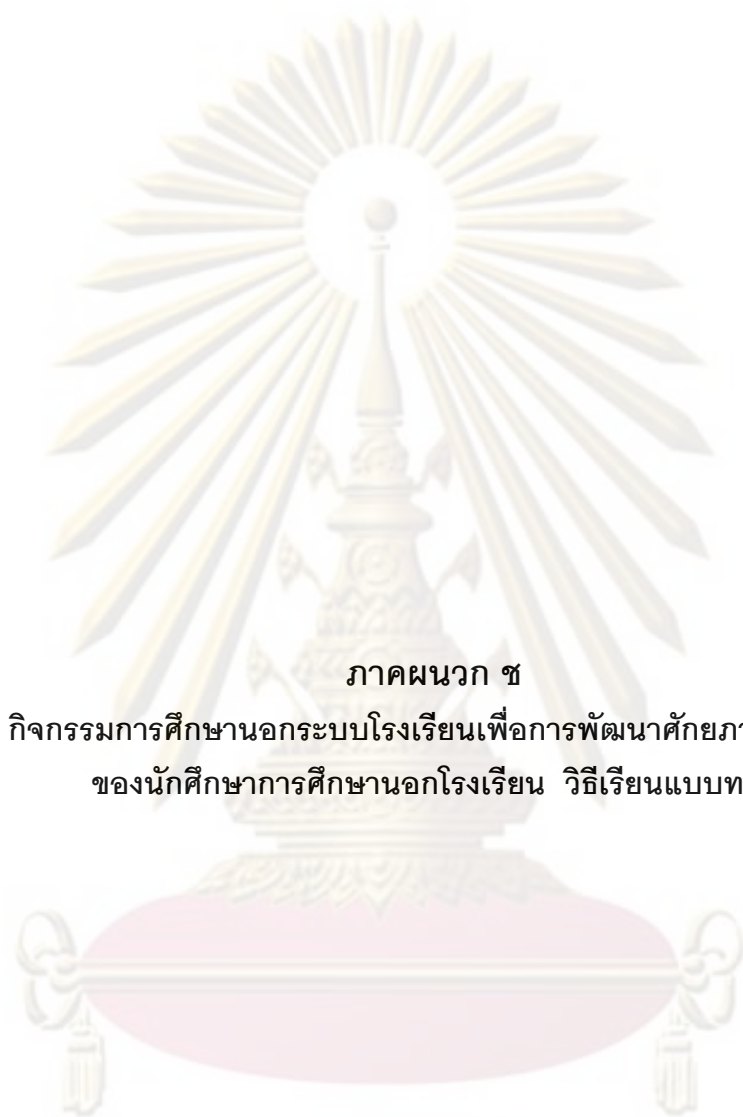 ภาคผนวก ช
กิจกรรมการศึกษานอกระบบโรงเรียนเพื่อการพัฒนาศักยภา
ของนักศึกษาการศึกษานอกโรงเรียน วิธีเรียนแบบท